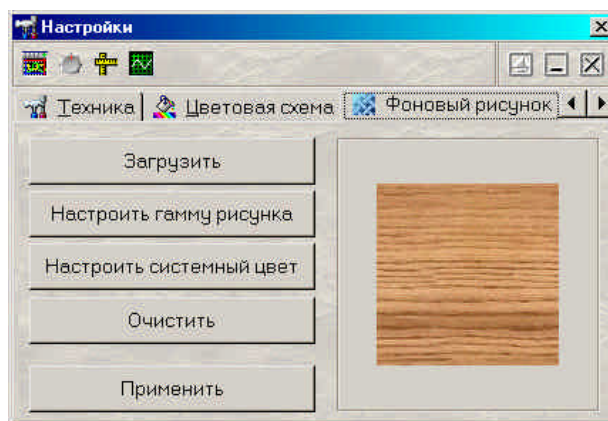 Настройки
Техника
Цветовая схема
Фоновый рисунок
Загрузить
Настроить гамму рисунка
Настроить системный цвет
Очистить
Применить